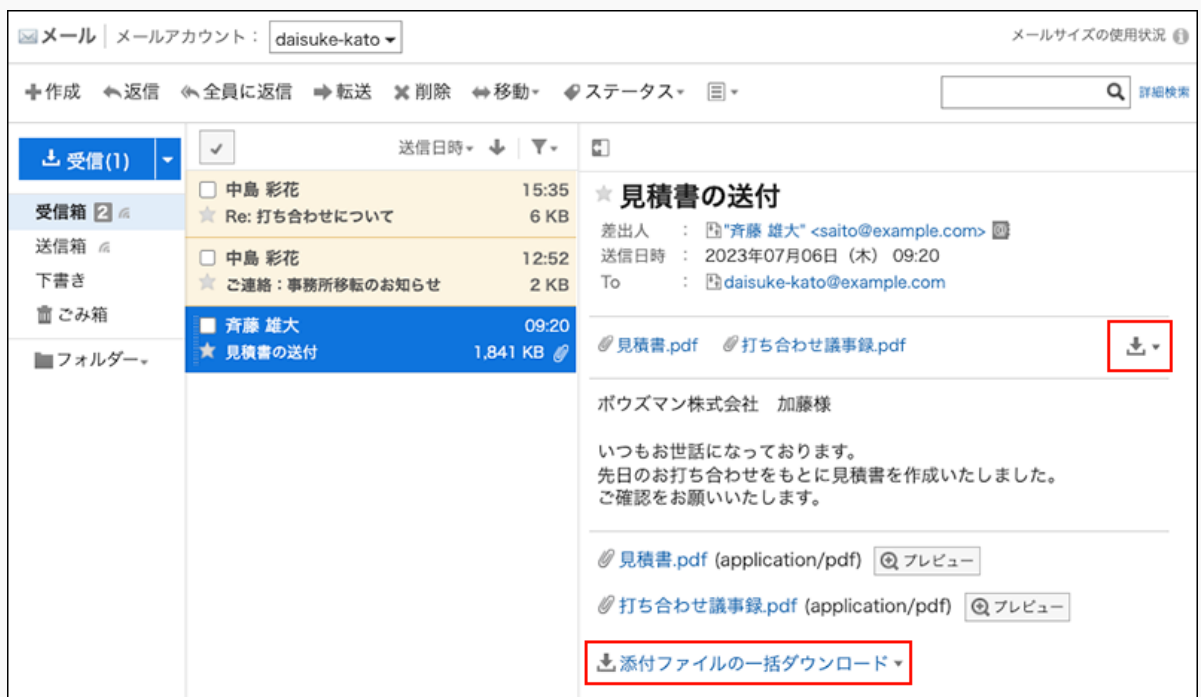 メール メールアカウント： daisuke-kato メールサイズの使用状況
作成 返信 全員に返信 転送 削除 移動 ステータス 詳細検索
受信(1)
受信箱 2
送信箱
下書き
ごみ箱
フォルダー
送信日時
中島 彩花 15:35
Re: 打ち合わせについて 6 KB
中島 彩花 12:52
ご連絡：事務所移転のお知らせ 2 KB
斉藤 雄大 09:20
見積書の送付 1,841 KB
見積書の送付
差出人 ： "斉藤 雄大" <saito@example.com>
送信日時 ： 2023年07月06日（木） 09:20
To ： daisuke-kato@example.com
見積書.pdf 打ち合わせ議事録.pdf
ボウズマン株式会社　加藤様
いつもお世話になっております。
先日のお打ち合わせをもとに見積書を作成いたしました。
ご確認をお願いいたします。
見積書.pdf (application/pdf) プレビュー
打ち合わせ議事録.pdf (application/pdf) プレビュー
添付ファイルの一括ダウンロード